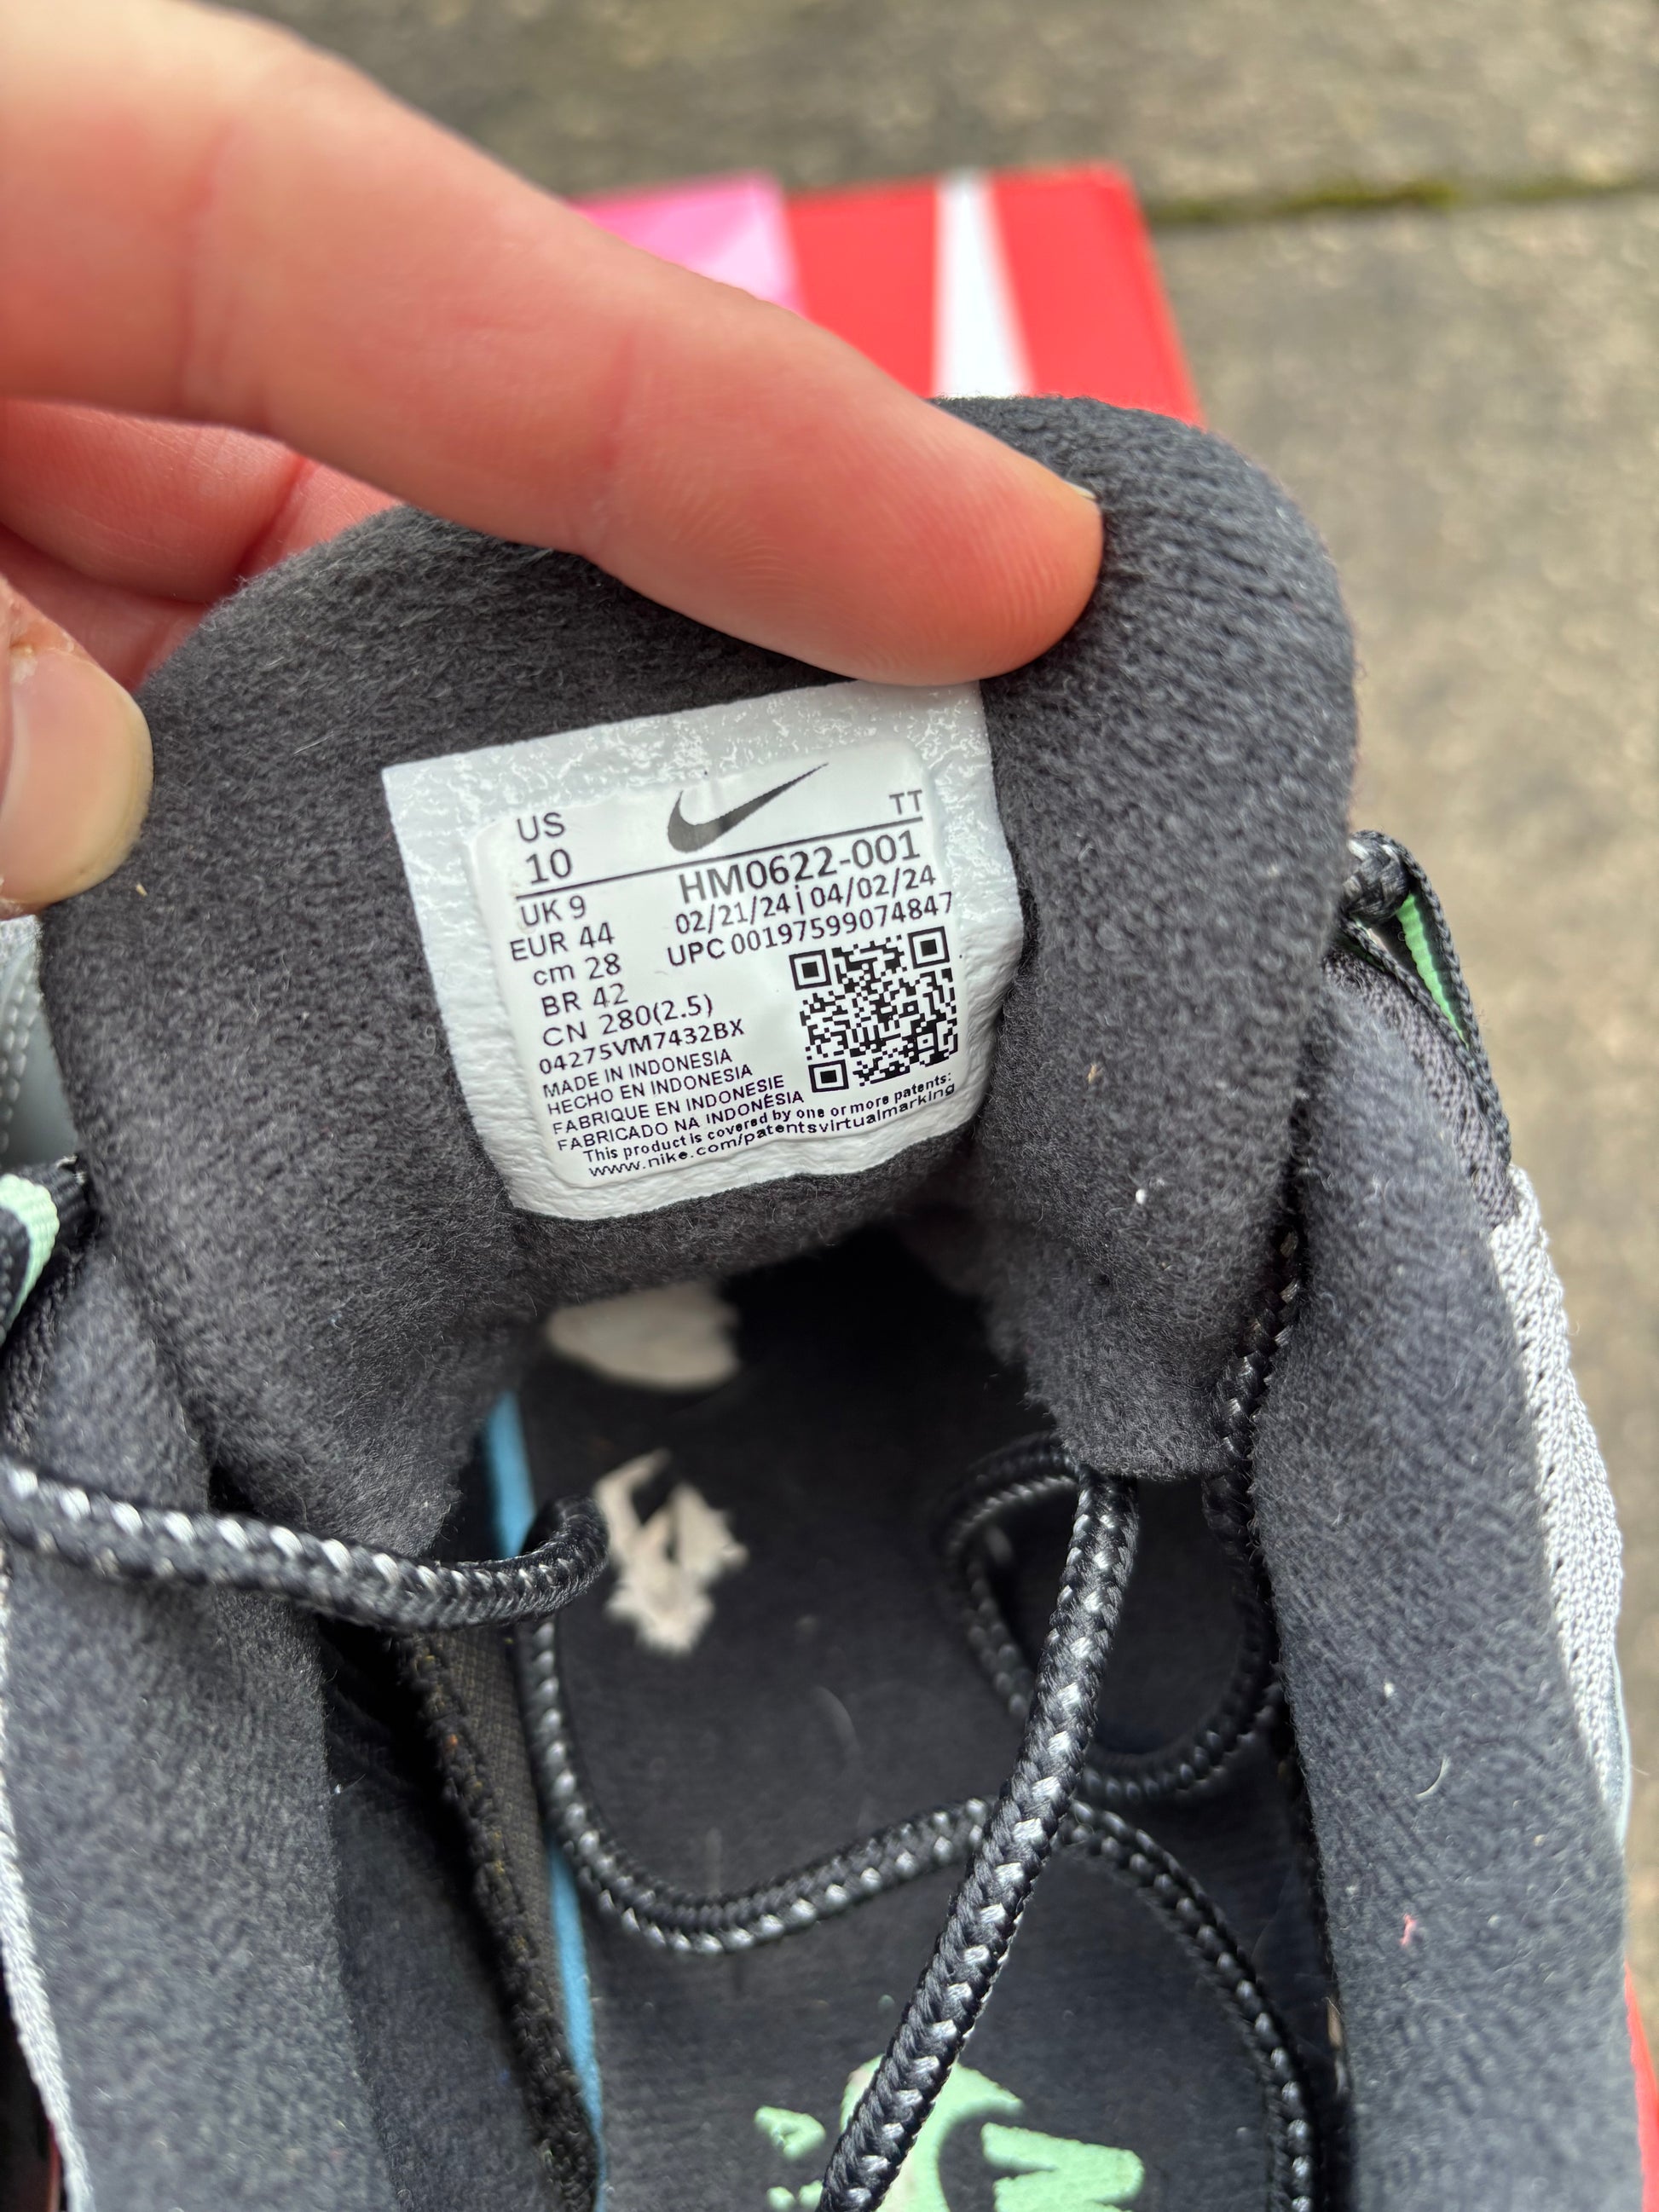 US
10
TT
HM0622-001
02/21/24 | 04/02/24
UPC 00197599074847
UK 9
EUR 44
cm 28
BR 42
CN 280(2.5)
04275VM7432BX
MADE IN INDONESIA
HECHO EN INDONESIA
FABRIQUE EN INDONESIE
FABRICADO NA INDONÉSIA
This product is covered by one or more patents:
www.nike.com/patentsvirtualmarking